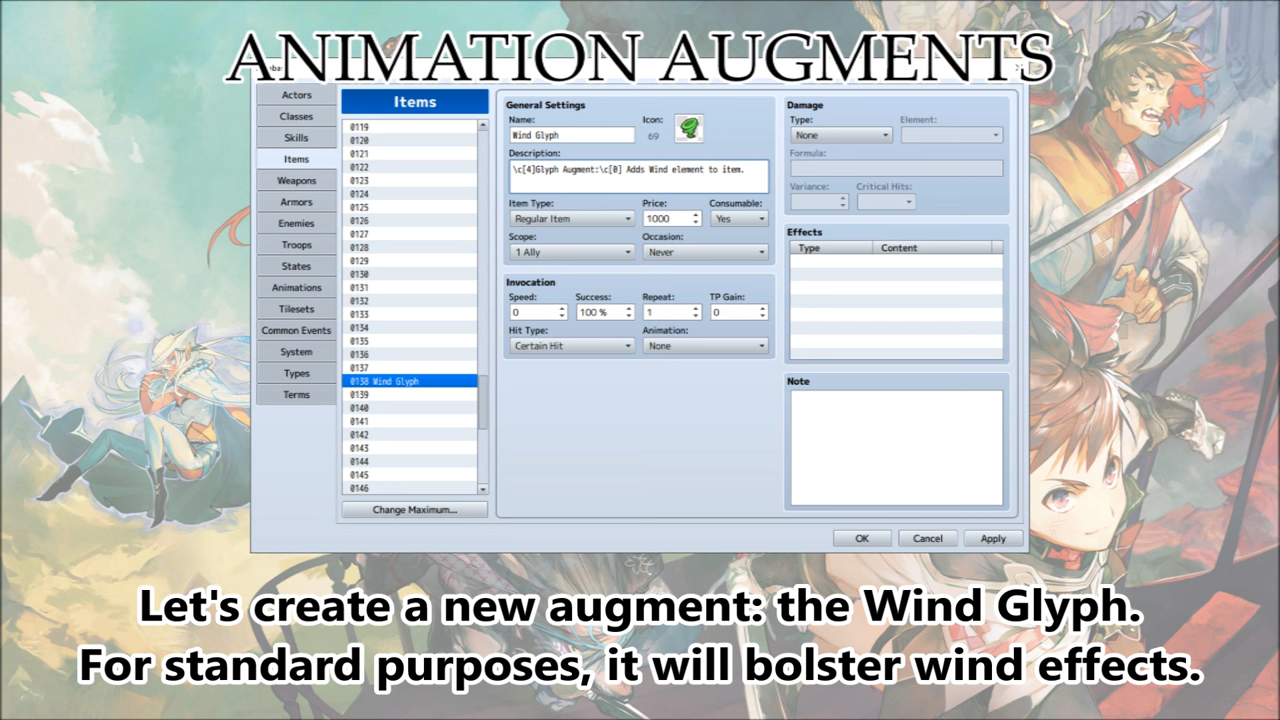 ANIMATION AUGMENTS
Actors
Classes
Skills
Items
Weapons
Armors
Enemies
Troops
States
Animations
Tilesets
Common Events
System
Types
Terms
Items
0119
0120
0121
0122
0123
0124
0125
0126
0127
0128
0129
0130
0131
0132
0133
0134
0135
0136
0137
0138 Wind Glyph
0139
0140
0141
0142
0143
0144
0145
0146
Change Maximum...
General Settings
Name: Icon:
Wind Glyph 69
Description:
\c[4]Glyph Augment:\c[0] Adds Wind element to item.
Item Type: Price: Consumable:
Regular Item 1000 Yes
Scope: Occasion:
1 Ally Never
Invocation
Speed: Success: Repeat: TP Gain:
0 100 % 1 0
Hit Type: Animation:
Certain Hit None
Damage
Type: Element:
None
Formula:
Variance: Critical Hits:
Effects
Type Content
Note
OK Cancel Apply
Let's create a new augment: the Wind Glyph.
For standard purposes, it will bolster wind effects.